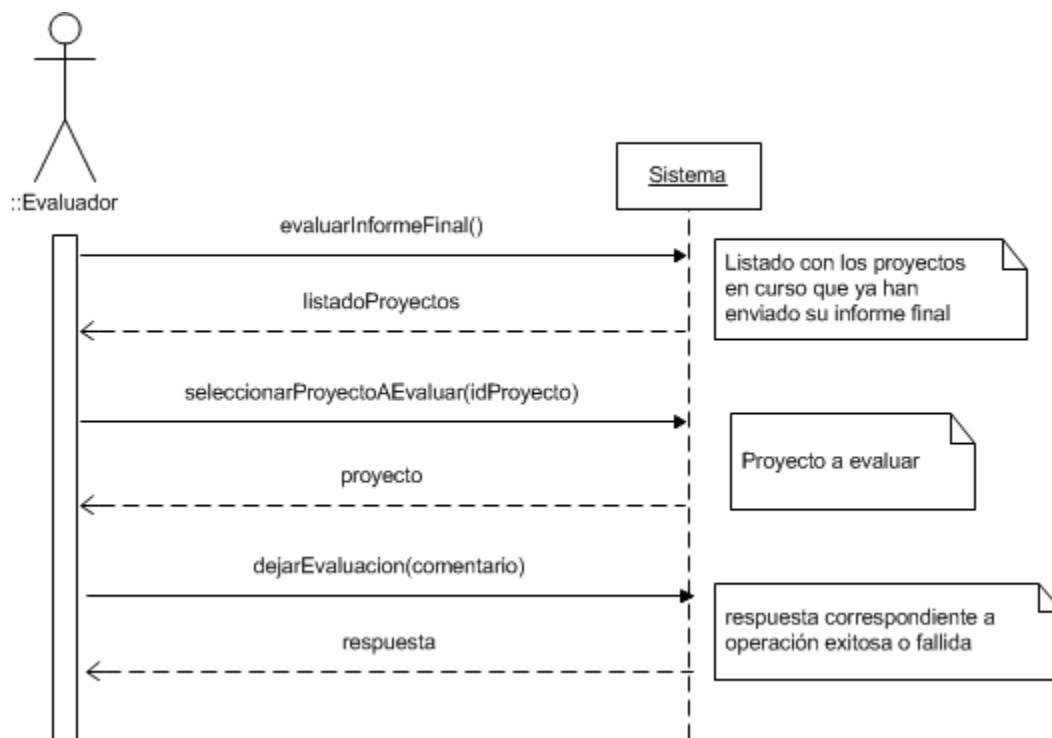 ::Evaluador
Sistema
evaluarInformeFinal()
Listado con los proyectos
en curso que ya han
enviado su informe final
listadoProyectos
seleccionarProyectoAEvaluar(idProyecto)
Proyecto a evaluar
proyecto
dejarEvaluacion(comentario)
respuesta correspondiente a
operación exitosa o fallida
respuesta